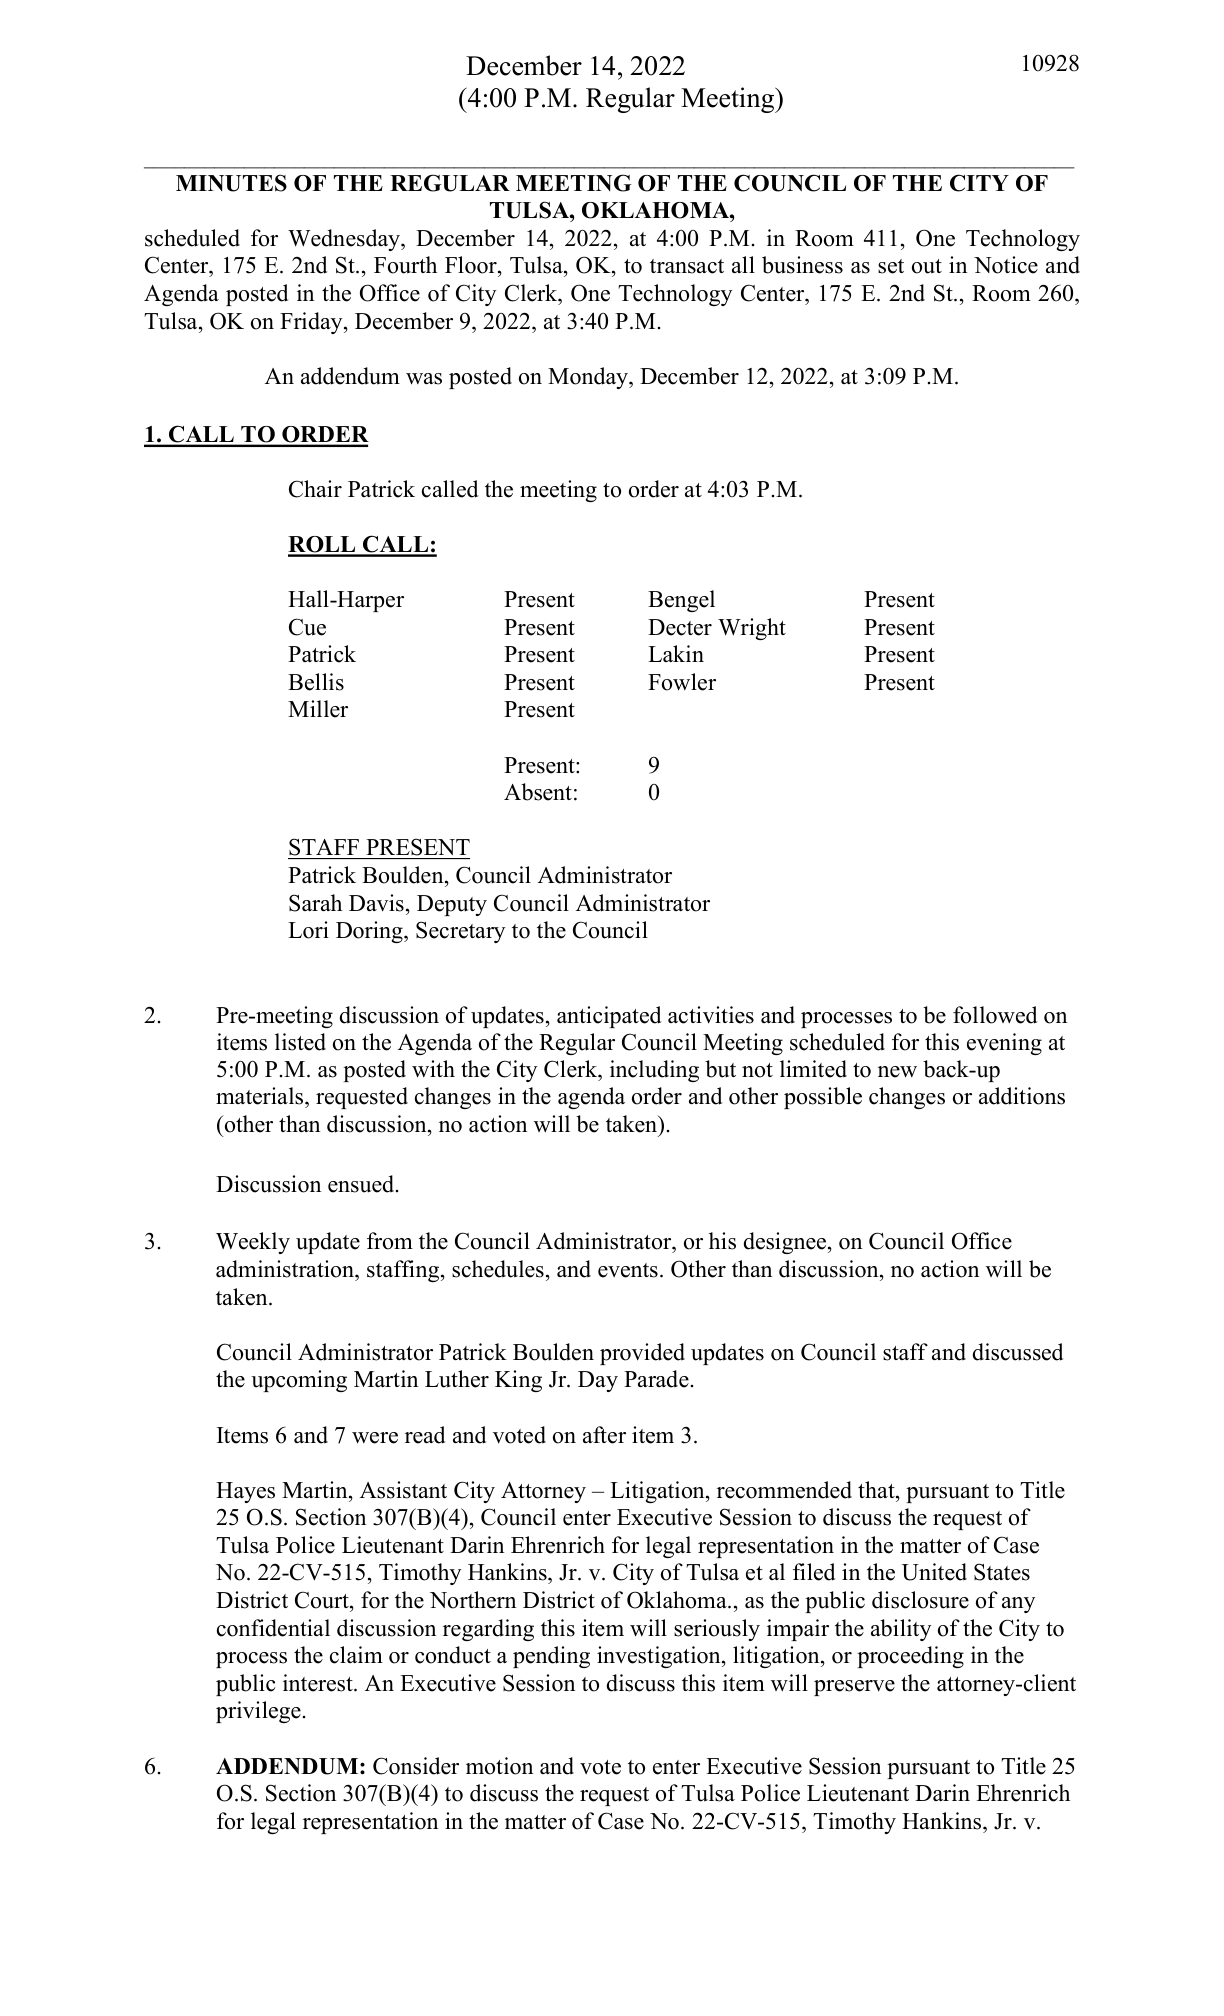 December 14, 2022
10928
(4:00 P.M. Regular Meeting)
MINUTES OF THE REGULAR MEETING OF THE COUNCIL OF THE CITY OF
TULSA, OKLAHOMA,
scheduled for Wednesday, December 14, 2022, at 4:00 P.M. in Room 411, One Technology
Center, 175 E. 2nd St., Fourth Floor, Tulsa, OK, to transact all business as set out in Notice and
Agenda posted in the Office of City Clerk, One Technology Center, 175 E. 2nd St., Room 260,
Tulsa, OK on Friday, December 9, 2022, at 3:40 P.M.
An addendum was posted on Monday, December 12, 2022, at 3:09 P.M.
1. CALL TO ORDER
Chair Patrick called the meeting to order at 4:03 P.M.
ROLL CALL:
Hall-Harper Present Bengel Present
Cue Present Decter Wright Present
Patrick Present Lakin Present
Bellis Present Fowler Present
Miller Present
Present: 9
Absent: 0
STAFF PRESENT
Patrick Boulden, Council Administrator
Sarah Davis, Deputy Council Administrator
Lori Doring, Secretary to the Council
2. Pre-meeting discussion of updates, anticipated activities and processes to be followed on
items listed on the Agenda of the Regular Council Meeting scheduled for this evening at
5:00 P.M. as posted with the City Clerk, including but not limited to new back-up
materials, requested changes in the agenda order and other possible changes or additions
(other than discussion, no action will be taken).
Discussion ensued.
3. Weekly update from the Council Administrator, or his designee, on Council Office
administration, staffing, schedules, and events. Other than discussion, no action will be
taken.
Council Administrator Patrick Boulden provided updates on Council staff and discussed
the upcoming Martin Luther King Jr. Day Parade.
Items 6 and 7 were read and voted on after item 3.
Hayes Martin, Assistant City Attorney – Litigation, recommended that, pursuant to Title
25 O.S. Section 307(B)(4), Council enter Executive Session to discuss the request of
Tulsa Police Lieutenant Darin Ehrenrich for legal representation in the matter of Case
No. 22-CV-515, Timothy Hankins, Jr. v. City of Tulsa et al filed in the United States
District Court, for the Northern District of Oklahoma., as the public disclosure of any
confidential discussion regarding this item will seriously impair the ability of the City to
process the claim or conduct a pending investigation, litigation, or proceeding in the
public interest. An Executive Session to discuss this item will preserve the attorney-client
privilege.
6. ADDENDUM: Consider motion and vote to enter Executive Session pursuant to Title 25
O.S. Section 307(B)(4) to discuss the request of Tulsa Police Lieutenant Darin Ehrenrich
for legal representation in the matter of Case No. 22-CV-515, Timothy Hankins, Jr. v.